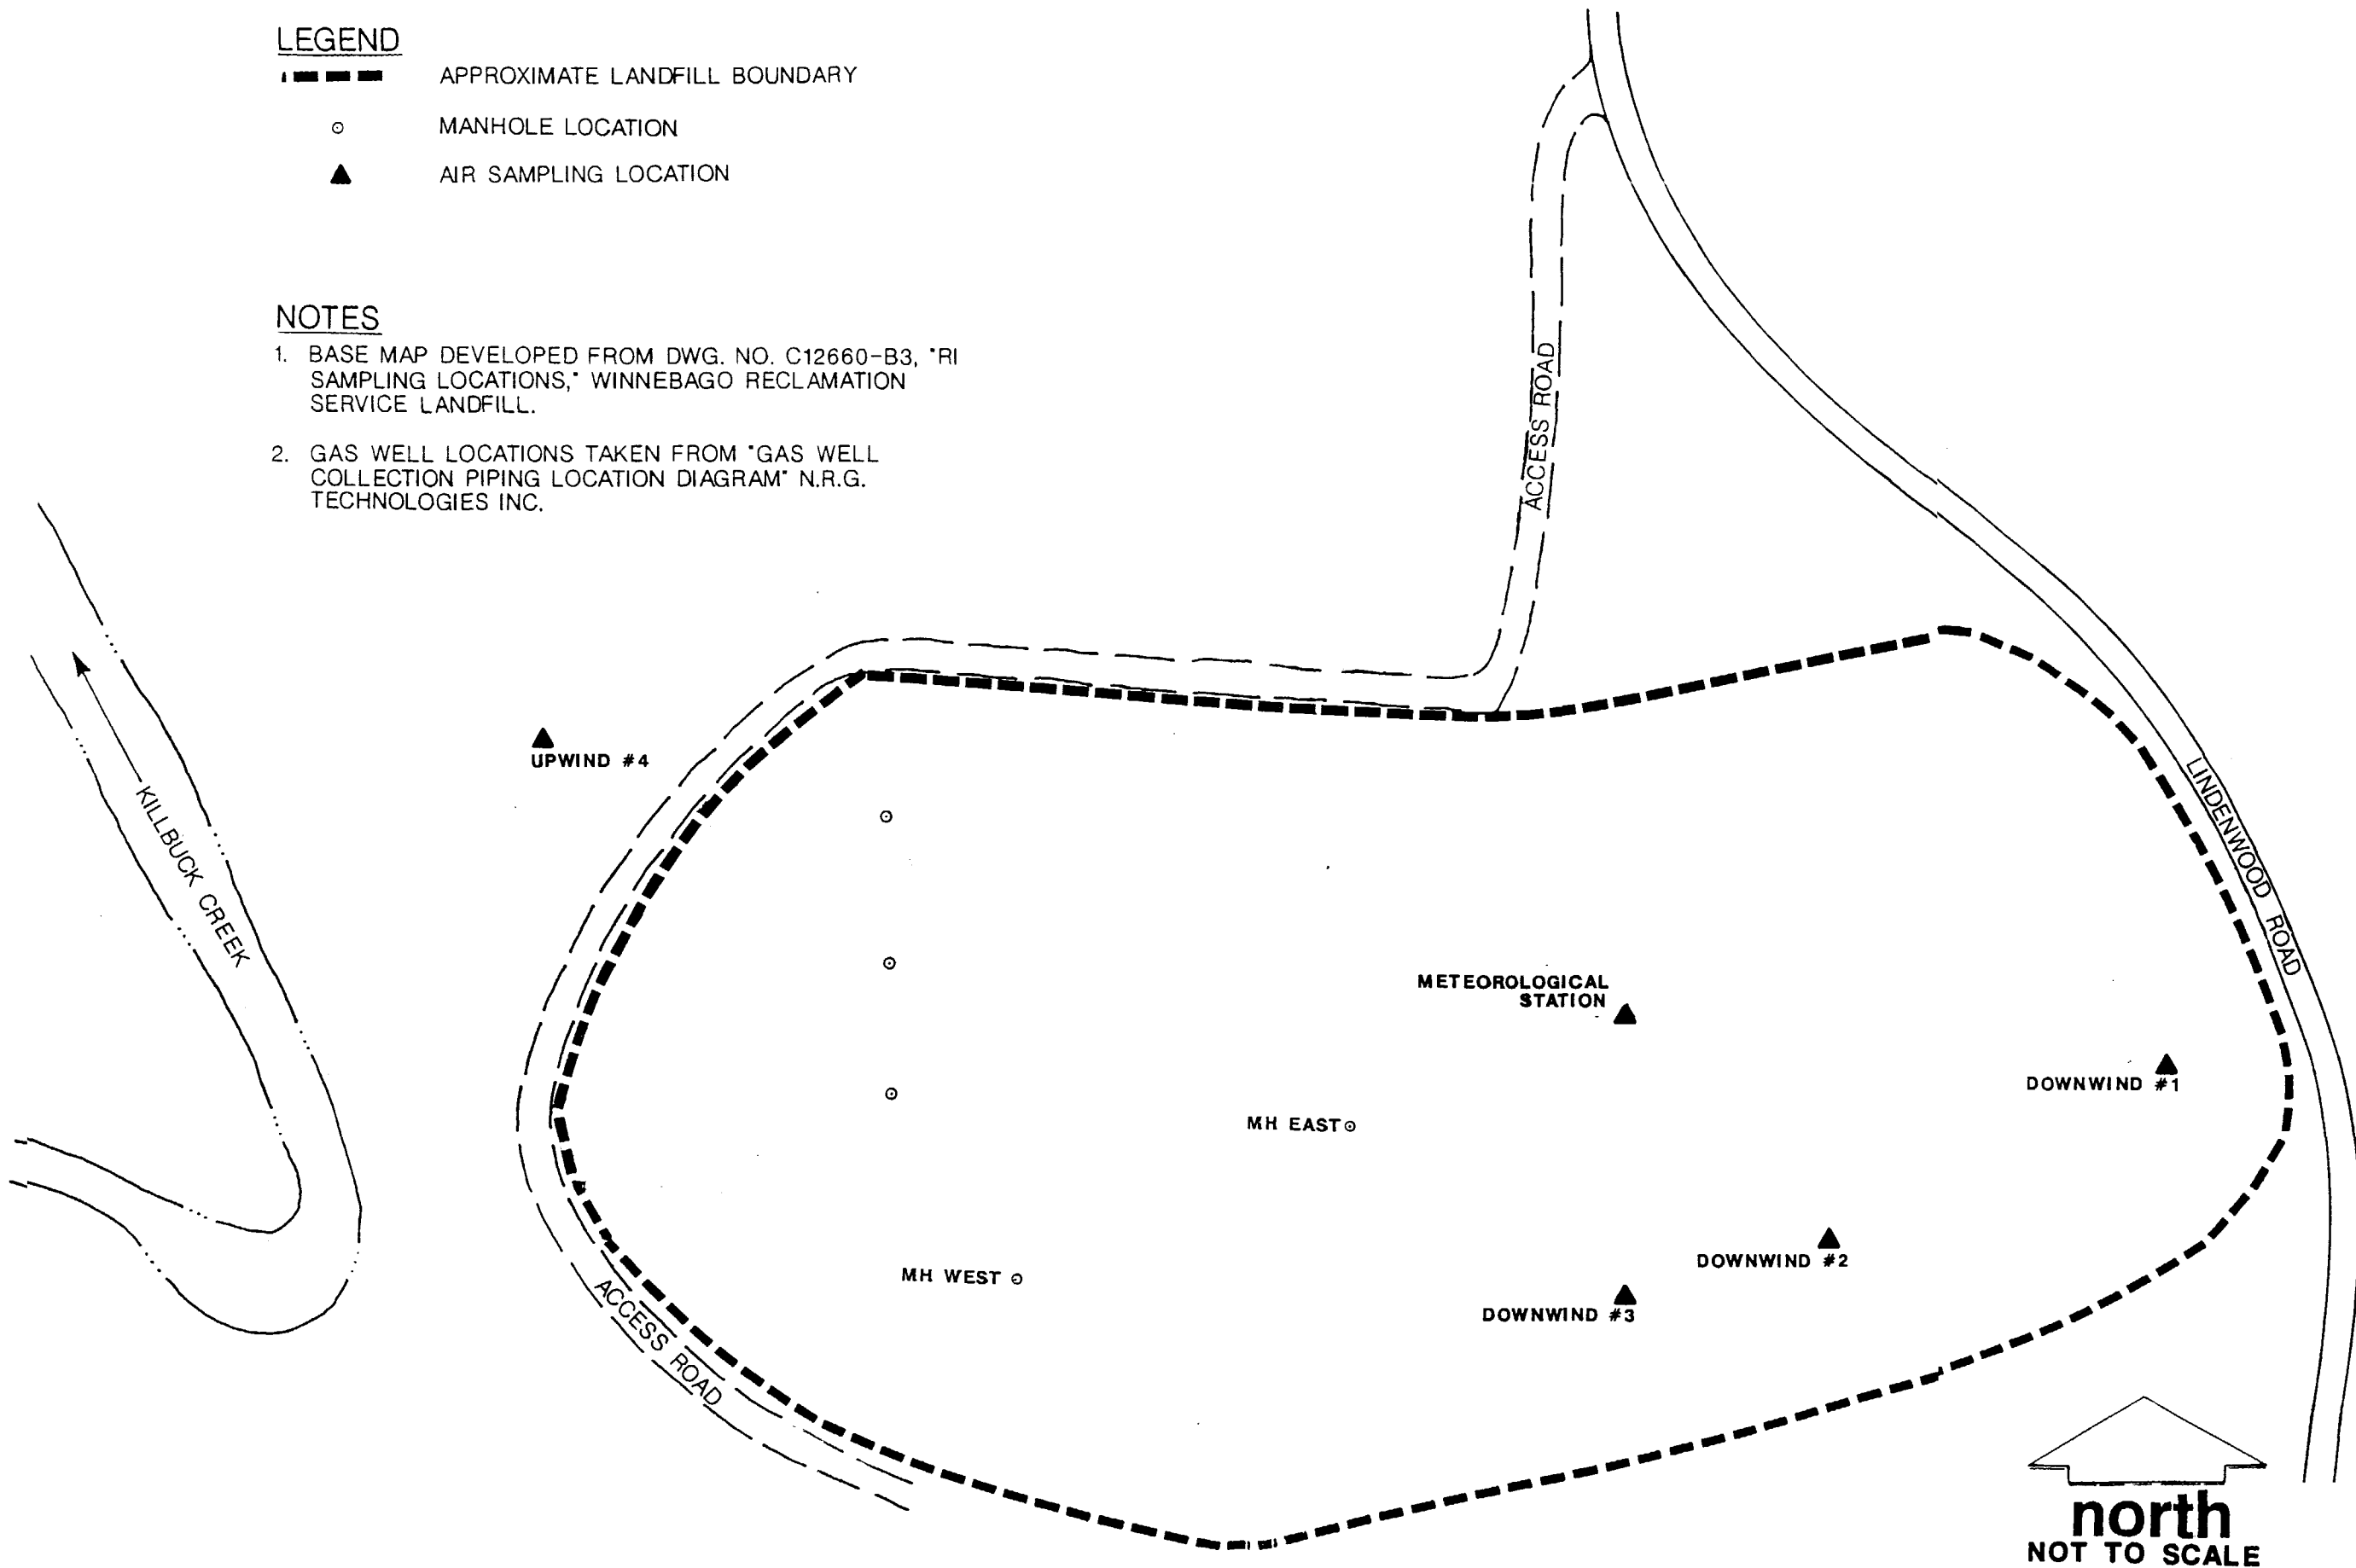 LEGEND
APPROXIMATE LANDFILL BOUNDARY
MANHOLE LOCATION
AIR SAMPLING LOCATION
NOTES
1. BASE MAP DEVELOPED FROM DWG. NO. C12660-B3, "RI
SAMPLING LOCATIONS," WINNEBAGO RECLAMATION
SERVICE LANDFILL.
2. GAS WELL LOCATIONS TAKEN FROM "GAS WELL
COLLECTION PIPING LOCATION DIAGRAM" N.R.G.
TECHNOLOGIES INC.
ACCESS ROAD
UPWIND #4
KILLBUCK CREEK
LINDENWOOD ROAD
METEOROLOGICAL
STATION
DOWNWIND #1
MH EAST
DOWNWIND #2
MH WEST
DOWNWIND #3
ACCESS ROAD
north
NOT TO SCALE